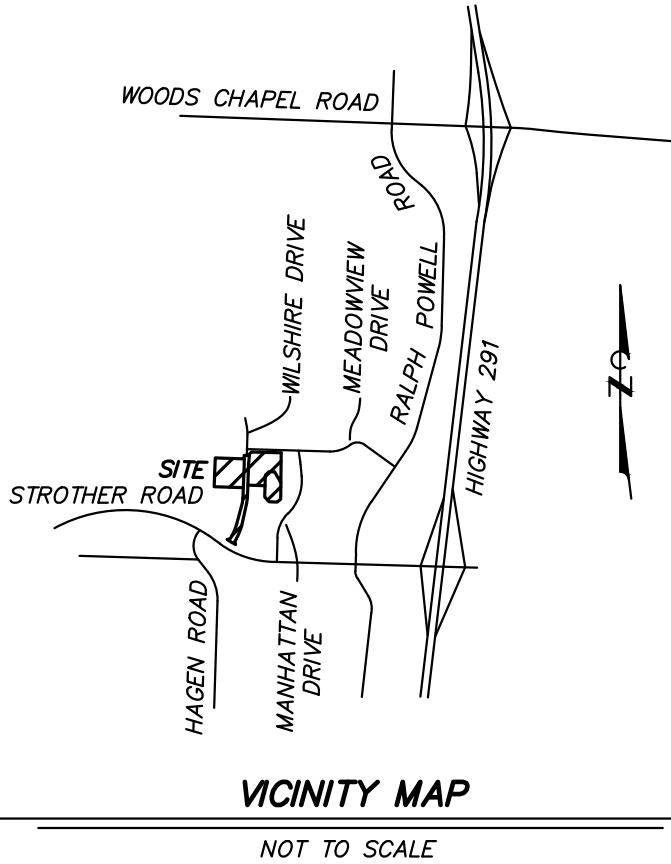 WOODS CHAPEL ROAD
ROAD
WILSHIRE DRIVE
MEADOWVIEW
DRIVE
RALPH POWELL
HIGHWAY 291
N
SITE
STROTHER ROAD
HAGEN ROAD
MANHATTAN
DRIVE
VICINITY MAP
NOT TO SCALE